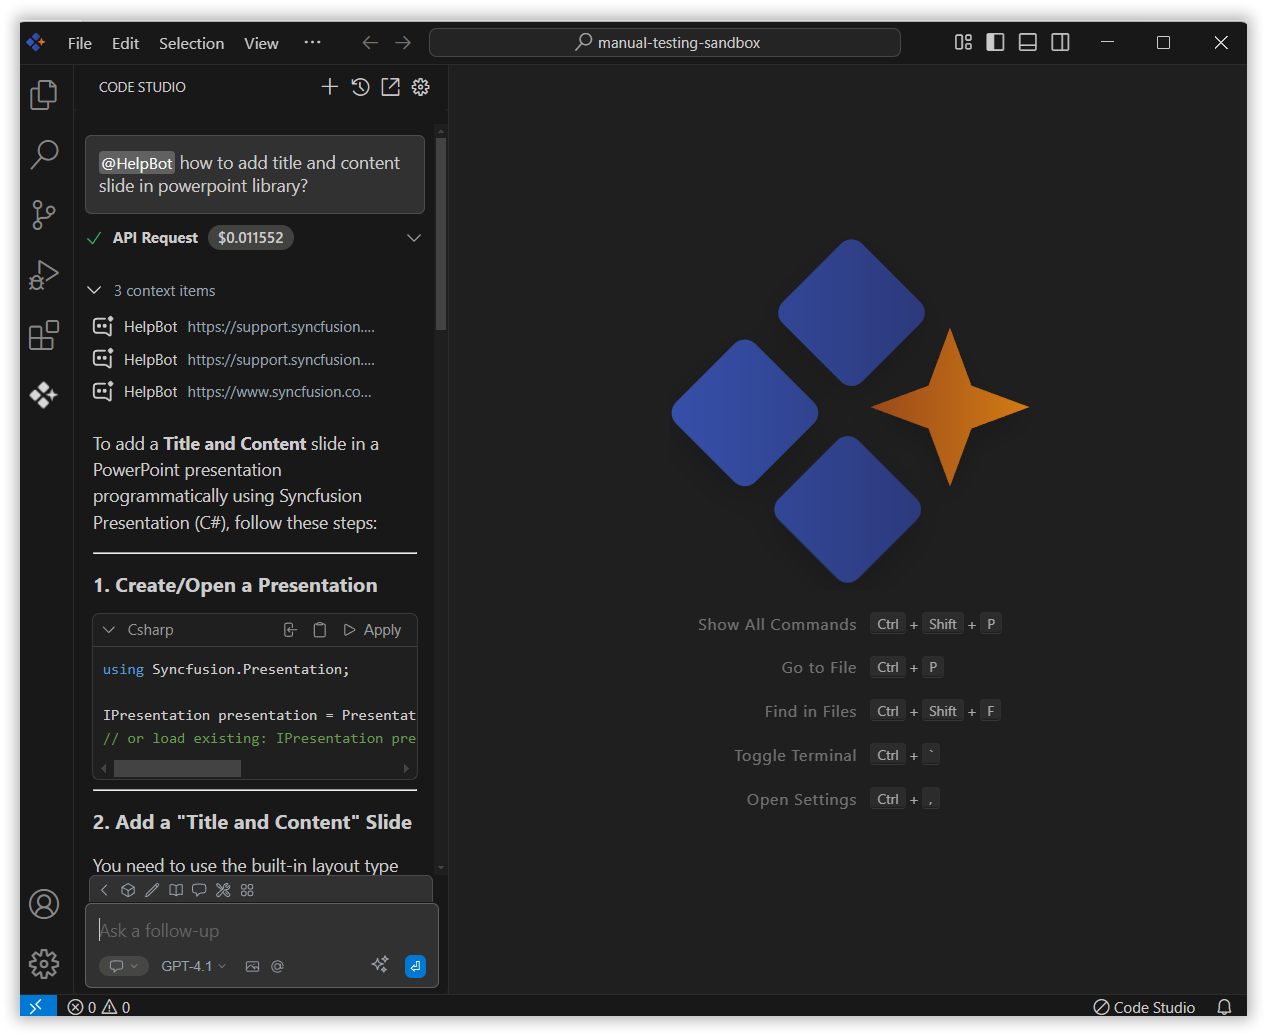 File Edit Selection View ···
manual-testing-sandbox
CODE STUDIO
@HelpBot how to add title and content
slide in powerpoint library?
API Request $0.011552
3 context items
HelpBot https://support.syncfusion....
HelpBot https://support.syncfusion....
HelpBot https://www.syncfusion.co...
To add a Title and Content slide in a
PowerPoint presentation
programmatically using Syncfusion
Presentation (C#), follow these steps:
1. Create/Open a Presentation
Csharp Apply
using Syncfusion.Presentation;
IPresentation presentation = Presentat
// or load existing: IPresentation pre
2. Add a "Title and Content" Slide
You need to use the built-in layout type
Ask a follow-up
GPT-4.1
Show All Commands Ctrl + Shift + P
Go to File Ctrl + P
Find in Files Ctrl + Shift + F
Toggle Terminal Ctrl + `
Open Settings Ctrl + ,
0 0
Code Studio